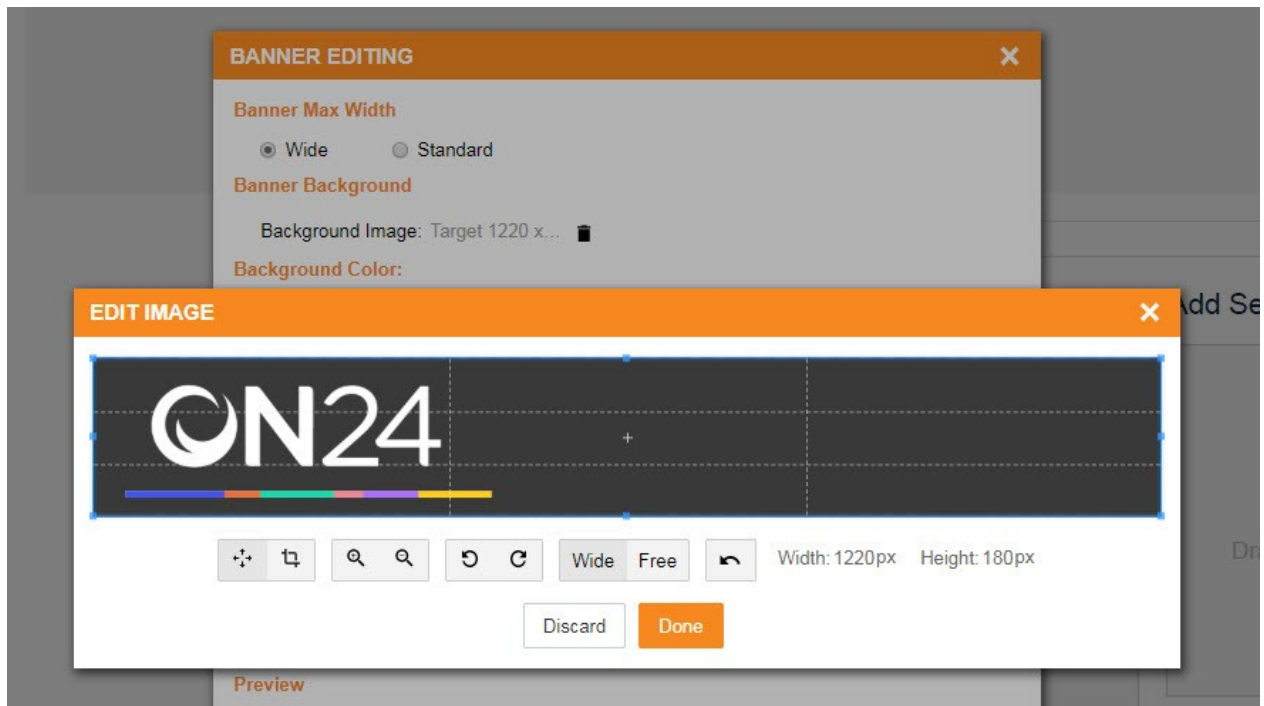 BANNER EDITING
Banner Max Width
Wide Standard
Banner Background
Background Image: Target 1220 x...
Background Color:
EDIT IMAGE
Add Se
ON24
Wide Free Width: 1220px Height: 180px
Dr
Discard Done
Preview